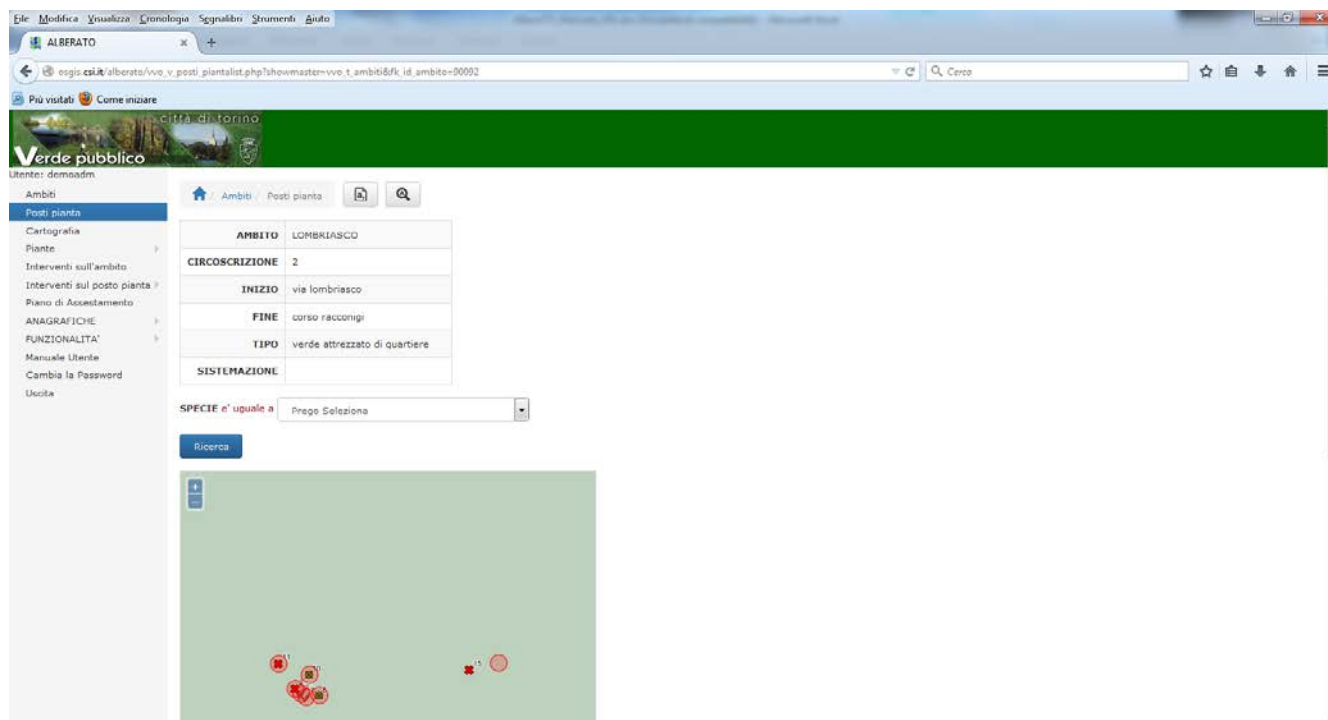 File Modifica Visualizza Cronologia Segnalibri Strumenti Aiuto
ALBERATO × +
osgis.csi.it/alberato/vvo_v_posti_piantalist.php?showmaster=vvo_t_ambiti&fk_id_ambito=90092
Cerca
Più visitati Come iniziare
città di torino
Verde pubblico
Utente: demoadm
Ambiti
Posti pianta
Cartografia
Piante
Interventi sull'ambito
Interventi sul posto pianta
Piano di Assestamento
ANAGRAFICHE
FUNZIONALITA'
Manuale Utente
Cambia la Password
Uscita
/ Ambiti / Posti pianta
AMBITO LOMBRIASCO
CIRCOSCRIZIONE 2
INIZIO via lombriasco
FINE corso racconigi
TIPO verde attrezzato di quartiere
SISTEMAZIONE
SPECIE e' uguale a Prego Seleziona
Ricerca
+
−
15